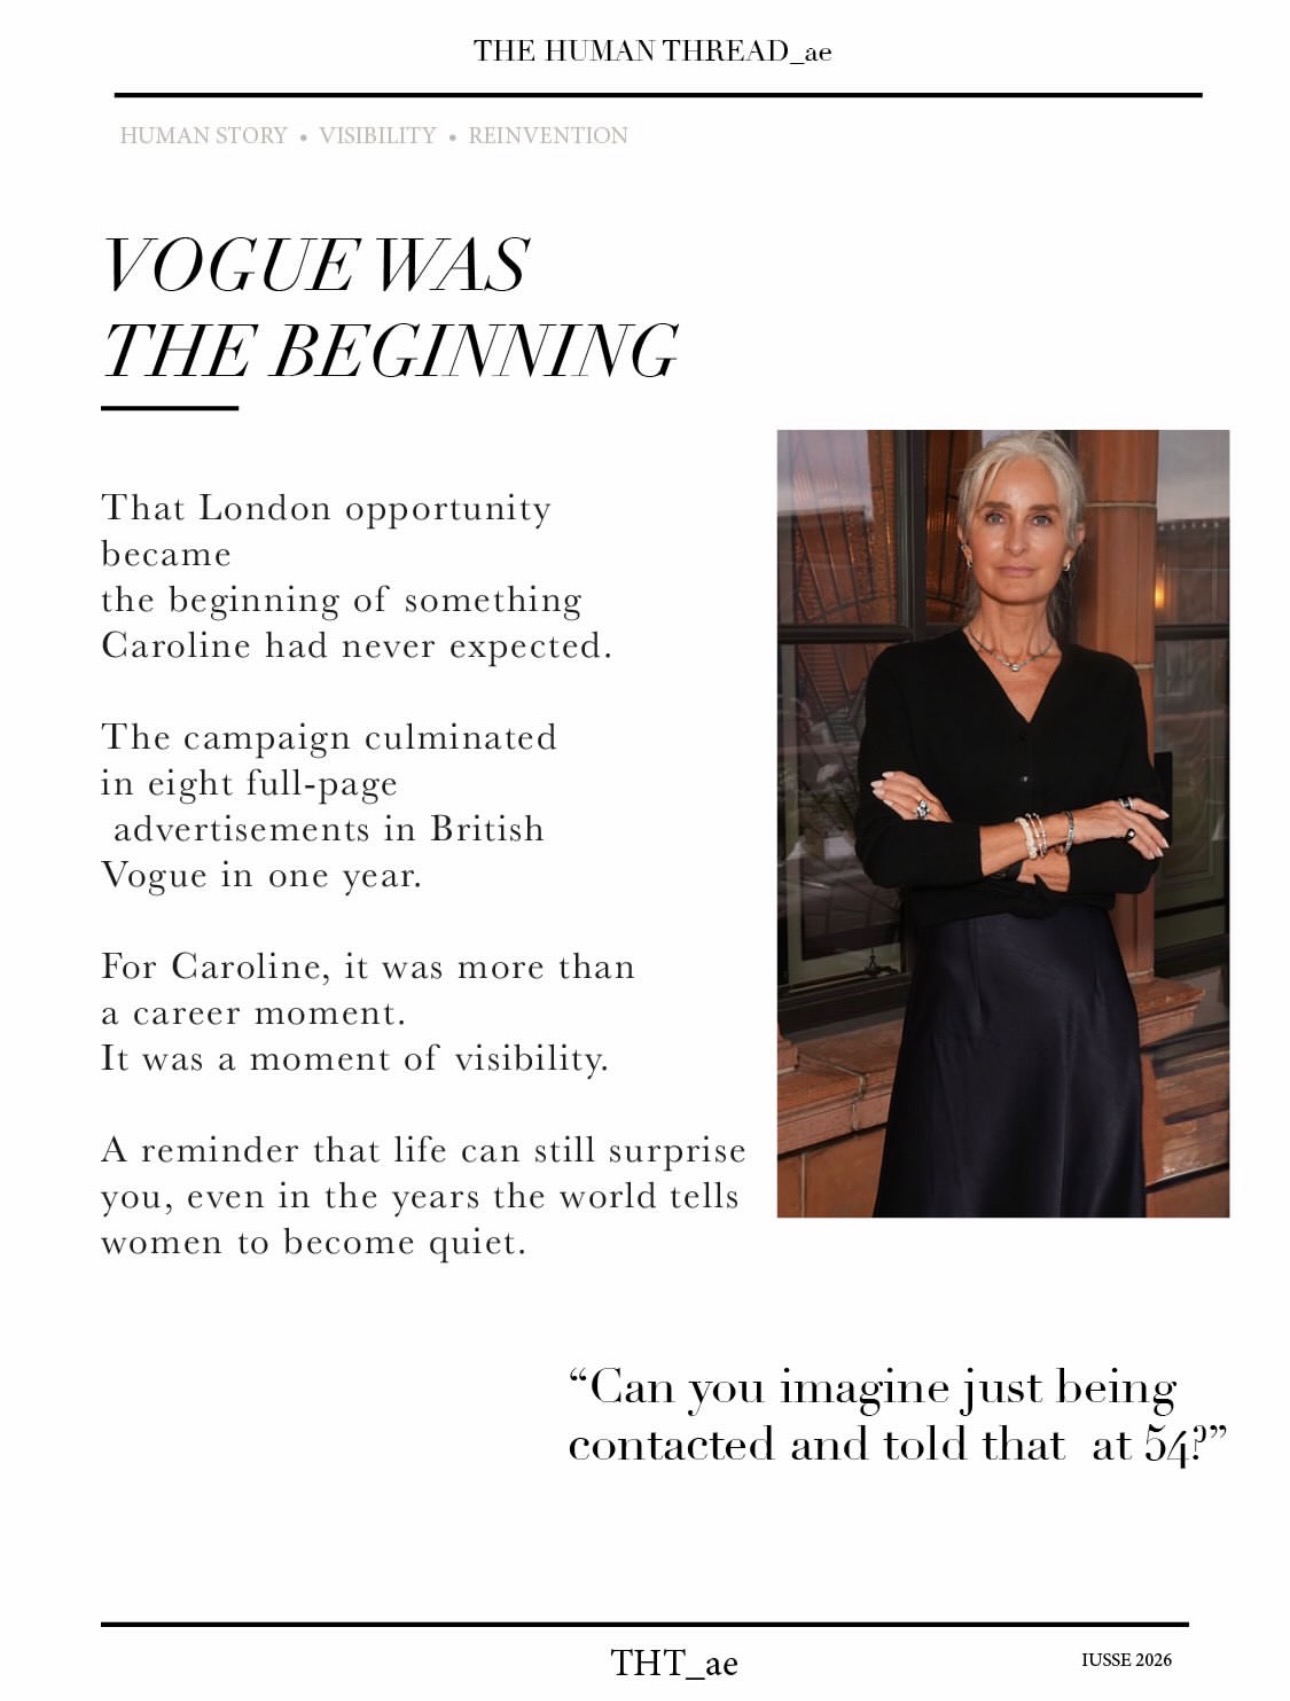 THE HUMAN THREAD_ae
HUMAN STORY • VISIBILITY • REINVENTION
VOGUE WAS
THE BEGINNING
That London opportunity
became
the beginning of something
Caroline had never expected.
The campaign culminated
in eight full-page
advertisements in British
Vogue in one year.
For Caroline, it was more than
a career moment.
It was a moment of visibility.
A reminder that life can still surprise
you, even in the years the world tells
women to become quiet.
“Can you imagine just being
contacted and told that at 54?”
THT_ae
IUSSE 2026